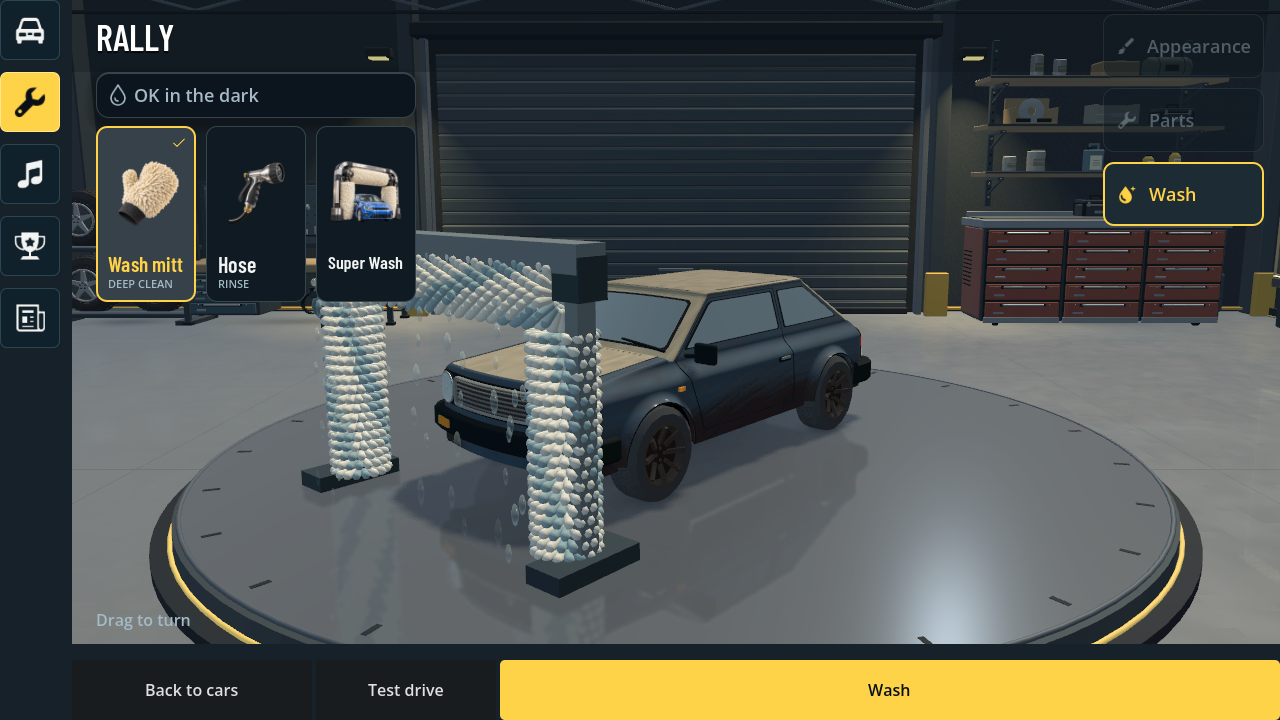 RALLY
OK in the dark
Wash mitt
DEEP CLEAN
Hose
RINSE
Super Wash
Appearance
Parts
Wash
Drag to turn
Back to cars
Test drive
Wash